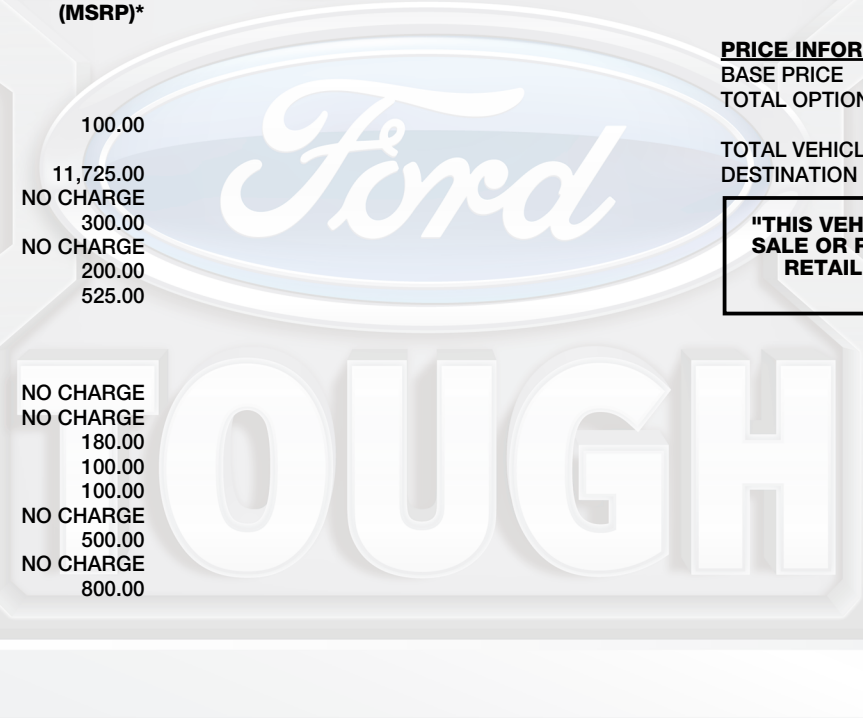 (MSRP)*
100.00
11,725.00
NO CHARGE
300.00
NO CHARGE
200.00
525.00
NO CHARGE
NO CHARGE
180.00
100.00
100.00
NO CHARGE
500.00
NO CHARGE
800.00
PRICE INFOR
BASE PRICE
TOTAL OPTION
TOTAL VEHICL
DESTINATION
"THIS VEH
SALE OR R
RETAIL
Ford
TOUGH